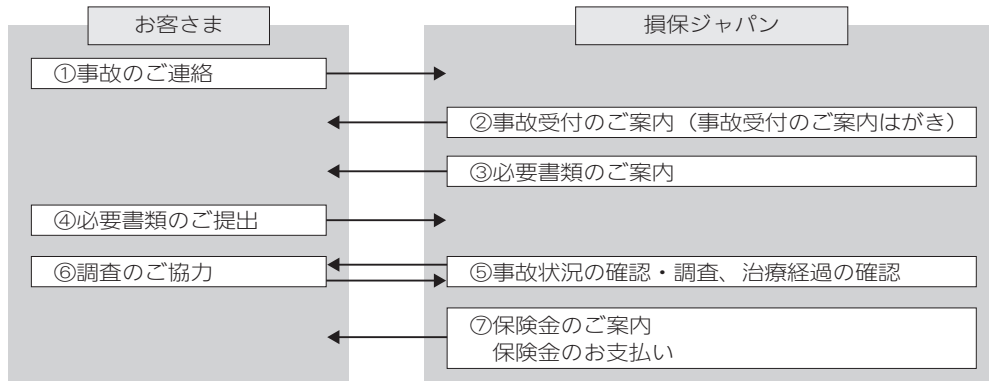 お客さま
損保ジャパン
①事故のご連絡
②事故受付のご案内（事故受付のご案内はがき）
③必要書類のご案内
④必要書類のご提出
⑥調査のご協力
⑤事故状況の確認・調査、治療経過の確認
⑦保険金のご案内
保険金のお支払い